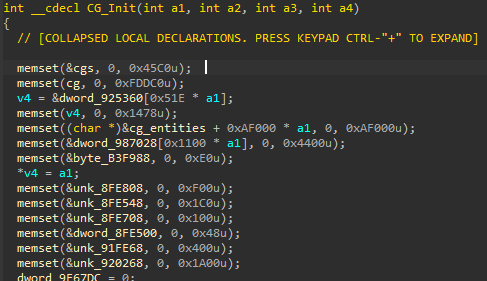 int __cdecl CG_Init(int a1, int a2, int a3, int a4)
{
// [COLLAPSED LOCAL DECLARATIONS. PRESS KEYPAD CTRL-"+" TO EXPAND]
memset(&cgs, 0, 0x45C0u);
memset(cg, 0, 0xFDDC0u);
v4 = &dword_925360[0x51E * a1];
memset(v4, 0, 0x1478u);
memset((char *)&cg_entities + 0xAF000 * a1, 0, 0xAF000u);
memset(&dword_987028[0x1100 * a1], 0, 0x4400u);
memset(&byte_B3F988, 0, 0xE0u);
*v4 = a1;
memset(&unk_8FE808, 0, 0xF00u);
memset(&unk_8FE548, 0, 0x1C0u);
memset(&unk_8FE708, 0, 0x100u);
memset(&dword_8FE500, 0, 0x48u);
memset(&unk_91FE68, 0, 0x400u);
memset(&unk_920268, 0, 0x1A00u);
dword_9E67DC = 0;